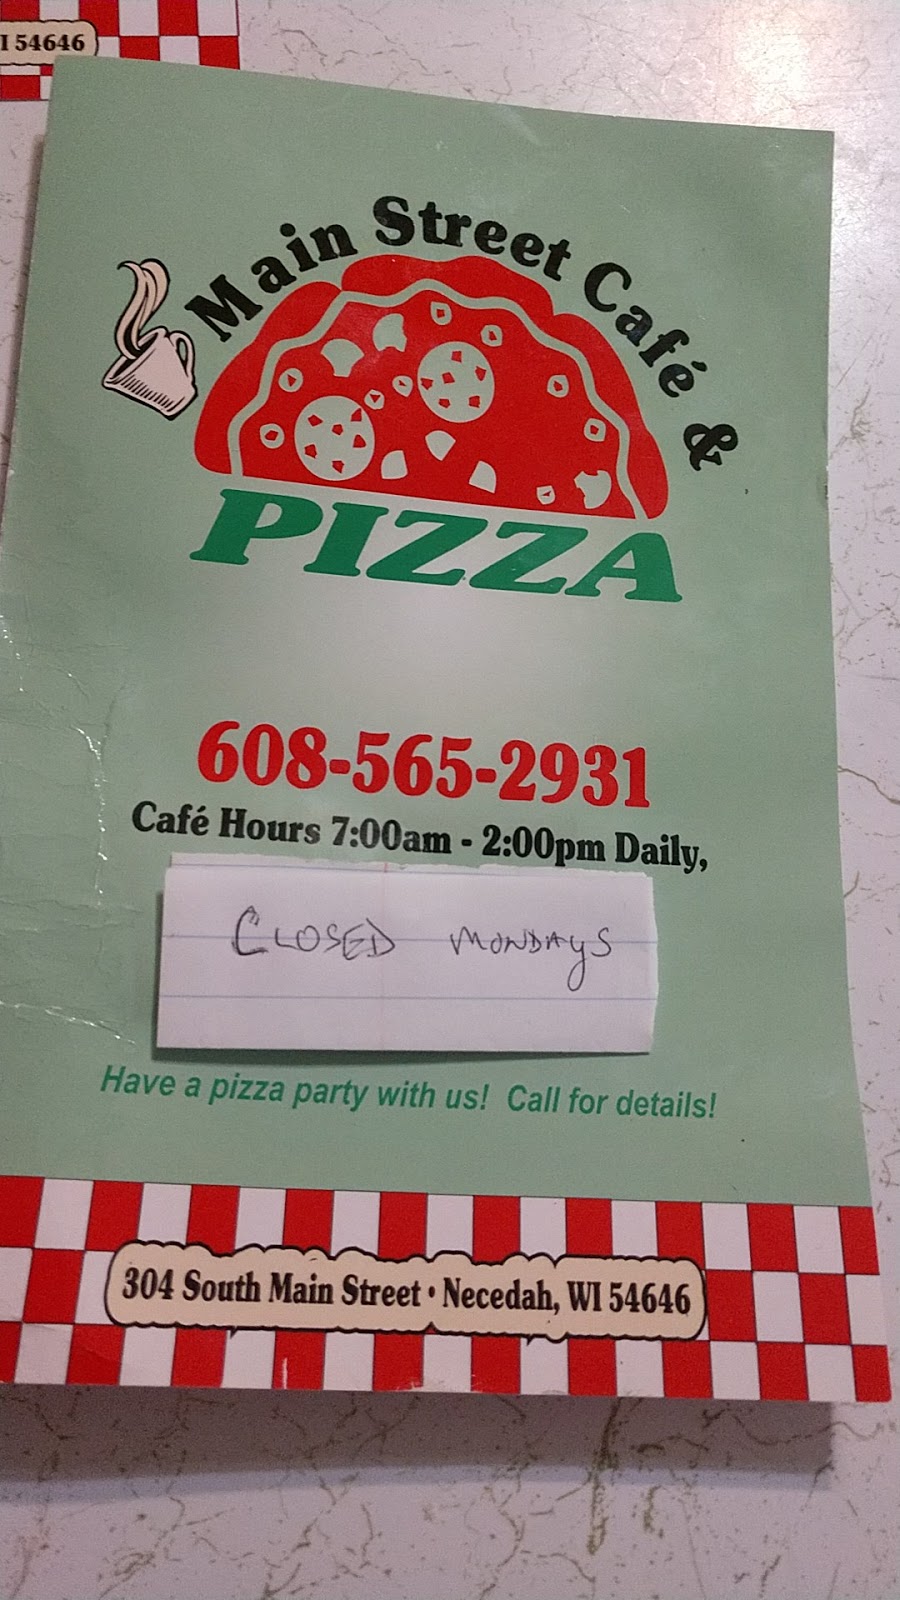 I 54646
Main Street Café &
PIZZA
608-565-2931
Café Hours 7:00am - 2:00pm Daily,
CLOSED MONDAYS
Have a pizza party with us! Call for details!
304 South Main Street • Necedah, WI 54646